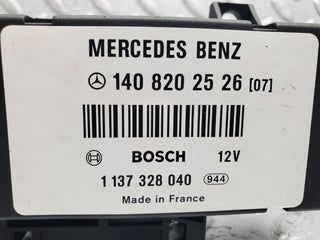 MERCEDES BENZ
140 820 25 26 [07]
BOSCH 12V
1 137 328 040 944
Made in France